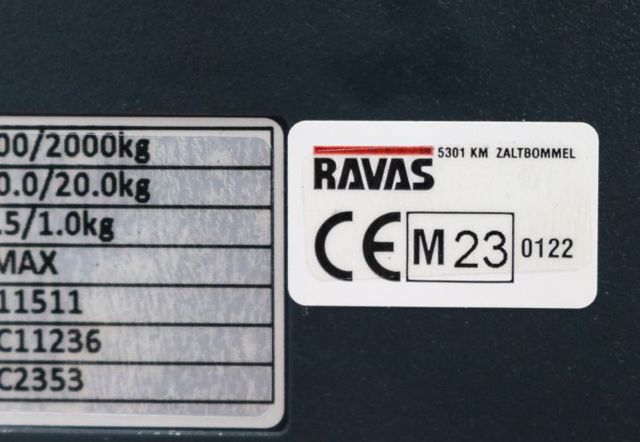 00/2000kg
0.0/20.0kg
.5/1.0kg
MAX
11511
C11236
C2353
RAVAS 5301 KM ZALTBOMMEL
CE M 23 0122